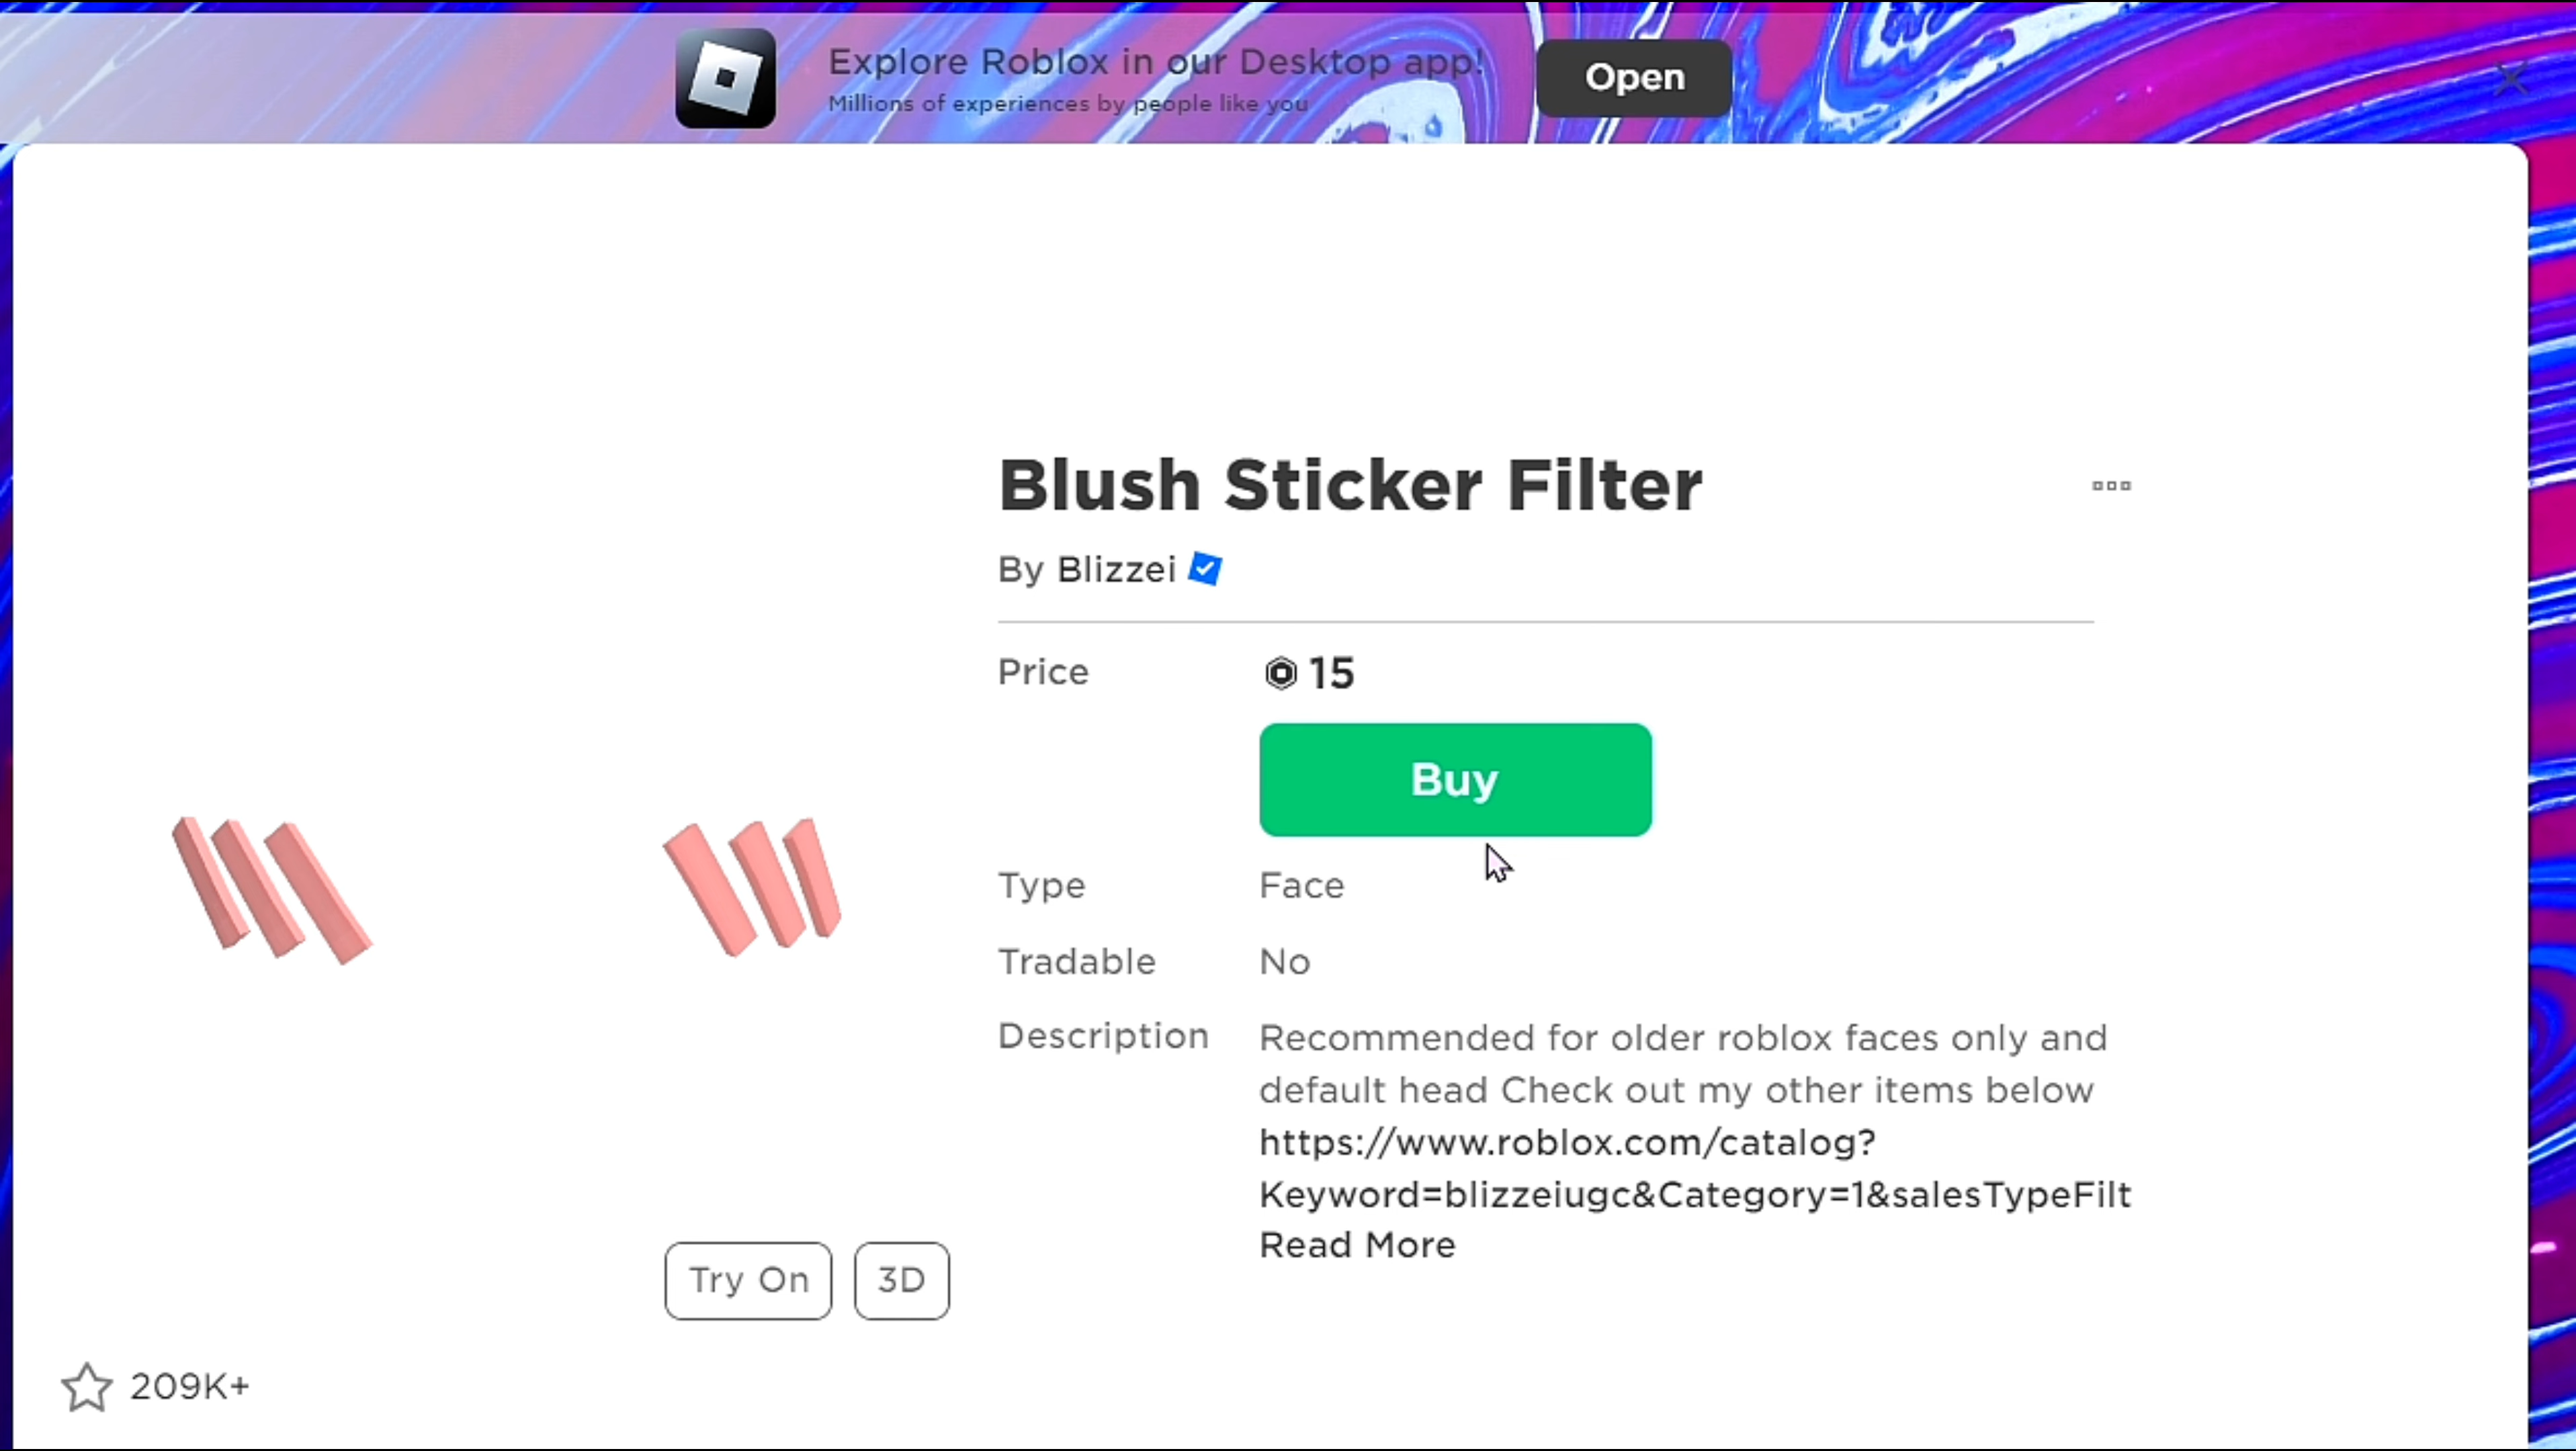 Explore Roblox in our Desktop app!
Millions of experiences by people like you
Open
Blush Sticker Filter
By Blizzei
Price
15
Buy
Type
Face
Tradable
No
Description
Recommended for older roblox faces only and
default head Check out my other items below
https://www.roblox.com/catalog?
Keyword=blizzeiugc&Category=1&salesTypeFilt
Read More
Try On
3D
209K+